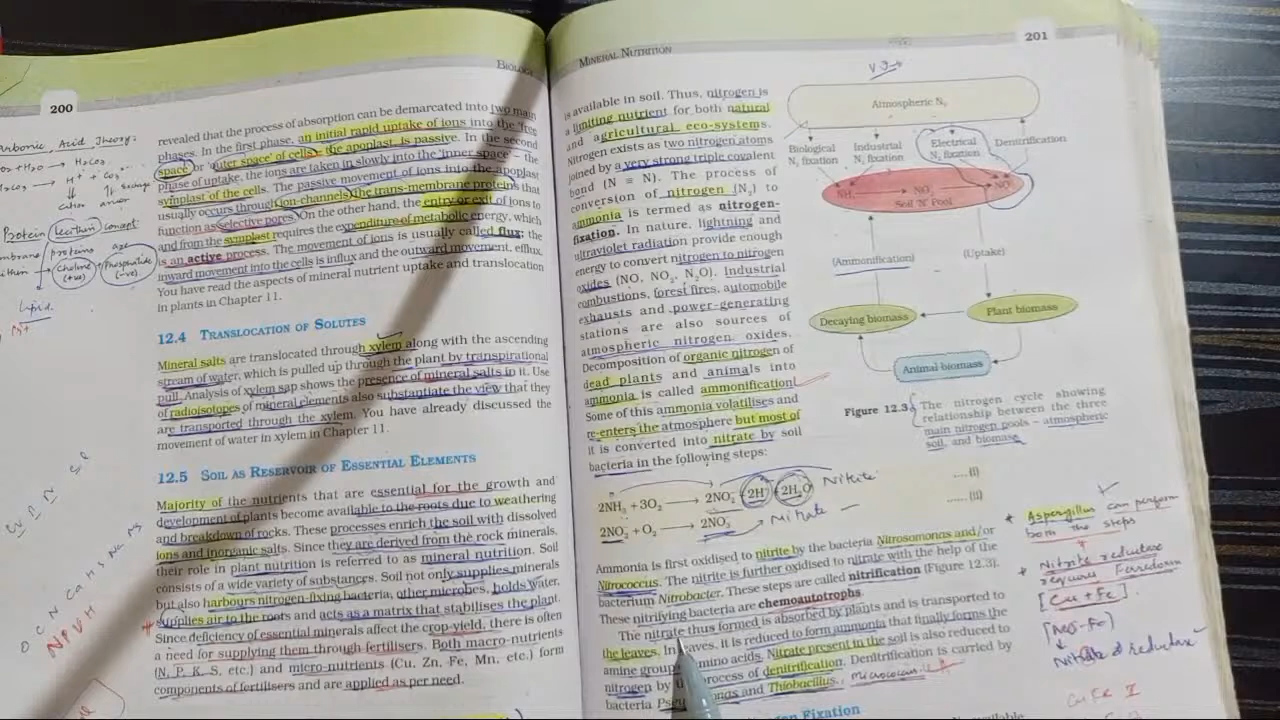 BIOLOGY
200
revealed that the process of absorption can be demarcated into two main
phases. In the first phase, an initial rapid uptake of ions into the 'free
space' or 'outer space' of cells – the apoplast, is passive. In the second
phase of uptake, the ions are taken in slowly into the 'inner space' – the
symplast of the cells. The passive movement of ions into the apoplast
usually occurs through ion-channels, the trans-membrane proteins that
function as selective pores. On the other hand, the entry or exit of ions to
and from the symplast requires the expenditure of metabolic energy, which
is an active process. The movement of ions is usually called flux; the
inward movement into the cells is influx and the outward movement, efflux.
You have read the aspects of mineral nutrient uptake and translocation
in plants in Chapter 11.
12.4 TRANSLOCATION OF SOLUTES
Mineral salts are translocated through xylem along with the ascending
stream of water, which is pulled up through the plant by transpirational
pull. Analysis of xylem sap shows the presence of mineral salts in it. Use
of radioisotopes of mineral elements also substantiate the view that they
are transported through the xylem. You have already discussed the
movement of water in xylem in Chapter 11.
12.5 SOIL AS RESERVOIR OF ESSENTIAL ELEMENTS
Majority of the nutrients that are essential for the growth and
development of plants become available to the roots due to weathering
and breakdown of rocks. These processes enrich the soil with dissolved
ions and inorganic salts. Since they are derived from the rock minerals,
their role in plant nutrition is referred to as mineral nutrition. Soil
consists of a wide variety of substances. Soil not only supplies minerals
but also harbours nitrogen-fixing bacteria, other microbes, holds water,
supplies air to the roots and acts as a matrix that stabilises the plant.
Since deficiency of essential minerals affect the crop-yield, there is often
a need for supplying them through fertilisers. Both macro-nutrients
(N, P, K, S, etc.) and micro-nutrients (Cu, Zn, Fe, Mn, etc.) form
components of fertilisers and are applied as per need.
Acid Theory:
Protein Lecithin concept
proteins are
Choline (+ve)
Phosphatide (-ve)
Lipid
MINERAL NUTRITION
201
is available in soil. Thus, nitrogen is
a limiting nutrient for both natural
and agricultural eco-systems.
Nitrogen exists as two nitrogen atoms
joined by a very strong triple covalent
bond (N ≡ N). The process of
conversion of nitrogen (N₂) to
ammonia is termed as nitrogen-
fixation. In nature, lightning and
ultraviolet radiation provide enough
energy to convert nitrogen to nitrogen
oxides (NO, NO₂, N₂O). Industrial
combustions, forest fires, automobile
exhausts and power-generating
stations are also sources of
atmospheric nitrogen oxides.
Decomposition of organic nitrogen of
dead plants and animals into
ammonia is called ammonification.
Some of this ammonia volatilises and
re-enters the atmosphere but most of
it is converted into nitrate by soil
bacteria in the following steps:
Atmospheric N₂
Biological N₂ fixation
Industrial N₂ fixation
Electrical N₂ fixation
Denitrification
NH₃ NO₂ NO₃
Soil 'N' Pool
(Ammonification)
(Uptake)
Decaying biomass
Plant biomass
Animal biomass
Figure 12.3 The nitrogen cycle showing
relationship between the three
main nitrogen pools – atmospheric
soil, and biomass
2NH₃ + 3O₂ ⟶ 2NO₂⁻ + 2H⁺ + 2H₂O Nitrite ....(i)
2NO₂⁻ + O₂ ⟶ 2NO₃⁻ Nitrate ......(ii)
Ammonia is first oxidised to nitrite by the bacteria Nitrosomonas and/or
Nitrococcus. The nitrite is further oxidised to nitrate with the help of the
bacterium Nitrobacter. These steps are called nitrification (Figure 12.3).
These nitrifying bacteria are chemoautotrophs.
The nitrate thus formed is absorbed by plants and is transported to
the leaves. In leaves, it is reduced to form ammonia that finally forms the
amine group amino acids. Nitrate present in the soil is also reduced to
nitrogen by process of denitrification. Denitrification is carried by
bacteria and Thiobacillus. micrococcus
Fixation
* Aspergillus can perform
both the steps
* reductase
requires
[Cu + Fe]
reductase